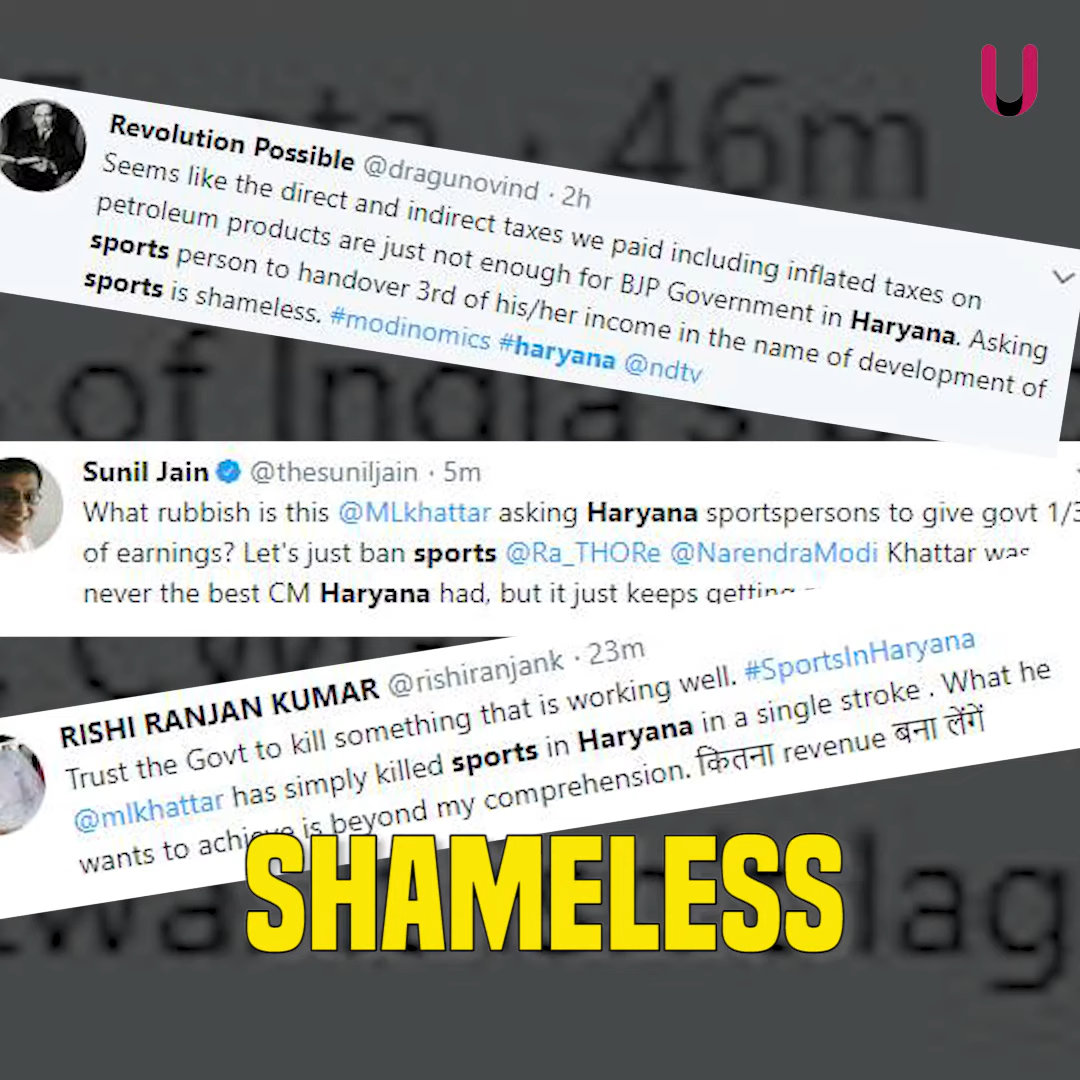 U
46m
Revolution Possible @dragunovind · 2h
Seems like the direct and indirect taxes we paid including inflated taxes on
petroleum products are just not enough for BJP Government in Haryana. Asking
sports person to handover 3rd of his/her income in the name of development of
sports is shameless. #modinomics #haryana @ndtv
of India's
Sunil Jain @thesuniljain · 5m
What rubbish is this @MLkhattar asking Haryana sportspersons to give govt 1/3
of earnings? Let's just ban sports @Ra_THORe @NarendraModi Khattar was
never the best CM Haryana had, but it just keeps getting
RISHI RANJAN KUMAR @rishiranjank · 23m
Trust the Govt to kill something that is working well. #SportsInHaryana
@mlkhattar has simply killed sports in Haryana in a single stroke . What he
wants to achieve is beyond my comprehension. कितना revenue बना लेंगें
SHAMELESS